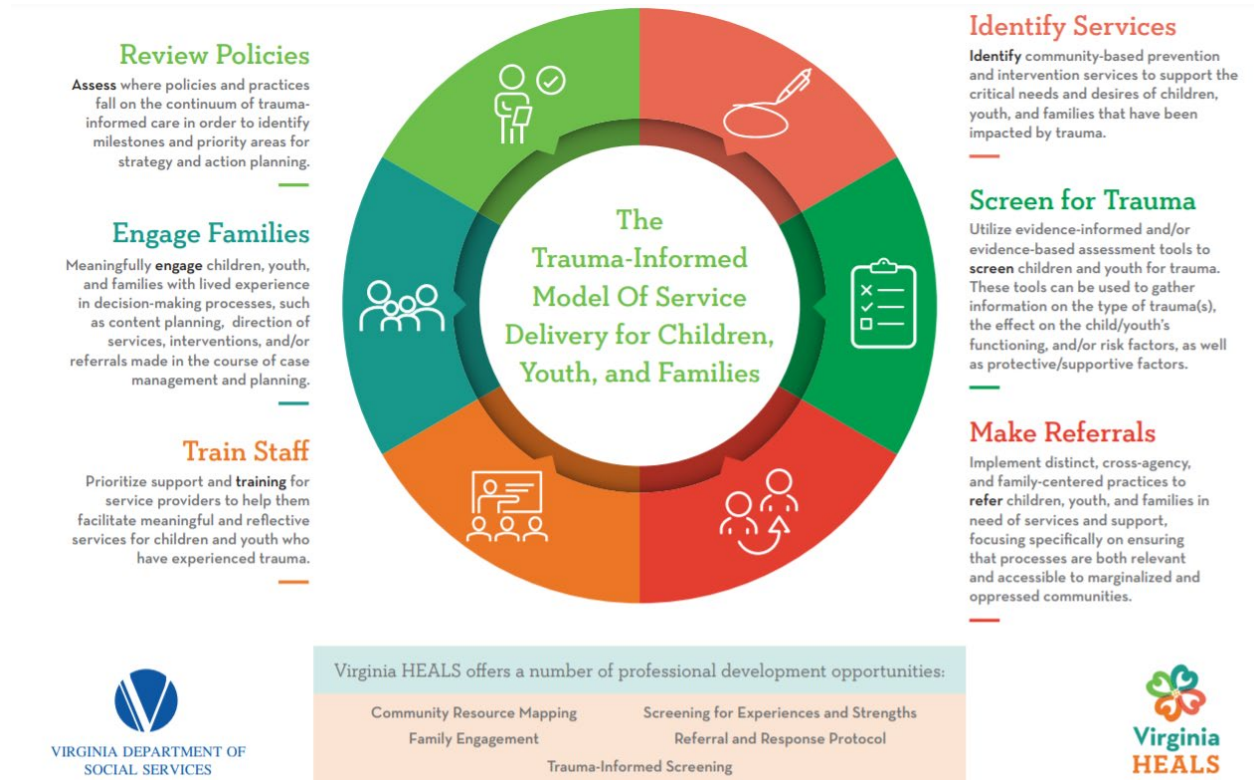 Review Policies
Assess where policies and practices
fall on the continuum of trauma-
informed care in order to identify
milestones and priority areas for
strategy and action planning.
Engage Families
Meaningfully engage children, youth,
and families with lived experience
in decision-making processes, such
as content planning, direction of
services, interventions, and/or
referrals made in the course of case
management and planning.
Train Staff
Prioritize support and training for
service providers to help them
facilitate meaningful and reflective
services for children and youth who
have experienced trauma.
The
Trauma-Informed
Model Of Service
Delivery for Children,
Youth, and Families
Identify Services
Identify community-based prevention
and intervention services to support the
critical needs and desires of children,
youth, and families that have been
impacted by trauma.
Screen for Trauma
Utilize evidence-informed and/or
evidence-based assessment tools to
screen children and youth for trauma.
These tools can be used to gather
information on the type of trauma(s),
the effect on the child/youth's
functioning, and/or risk factors, as well
as protective/supportive factors.
Make Referrals
Implement distinct, cross-agency,
and family-centered practices to
refer children, youth, and families in
need of services and support,
focusing specifically on ensuring
that processes are both relevant
and accessible to marginalized and
oppressed communities.
VIRGINIA DEPARTMENT OF
SOCIAL SERVICES
Virginia HEALS offers a number of professional development opportunities:
Community Resource Mapping
Screening for Experiences and Strengths
Family Engagement
Referral and Response Protocol
Trauma-Informed Screening
Virginia
HEALS